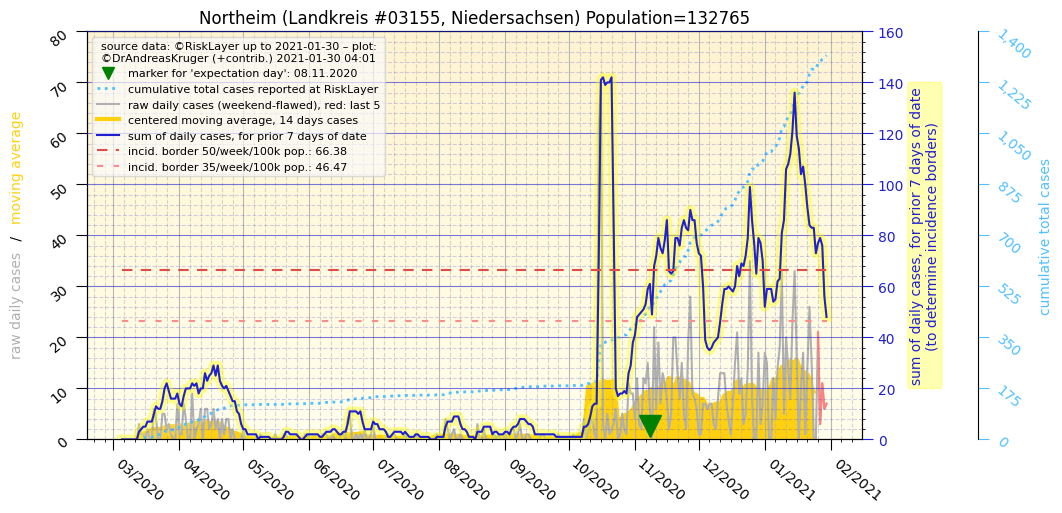 Northeim (Landkreis #03155, Niedersachsen) Population=132765
source data: ©RiskLayer up to 2021-01-30 – plot:
©DrAndreasKruger (+contrib.) 2021-01-30 04:01
marker for 'expectation day': 08.11.2020
cumulative total cases reported at RiskLayer
raw daily cases (weekend-flawed), red: last 5
centered moving average, 14 days cases
sum of daily cases, for prior 7 days of date
incid. border 50/week/100k pop.: 66.38
incid. border 35/week/100k pop.: 46.47
raw daily cases / moving average
80
70
60
50
40
30
20
10
0
03/2020
04/2020
05/2020
06/2020
07/2020
08/2020
09/2020
10/2020
11/2020
12/2020
01/2021
02/2021
160
140
120
100
80
60
40
20
0
sum of daily cases, for prior 7 days of date
(to determine incidence borders)
1,400
1,225
1,050
875
700
525
350
175
0
cumulative total cases